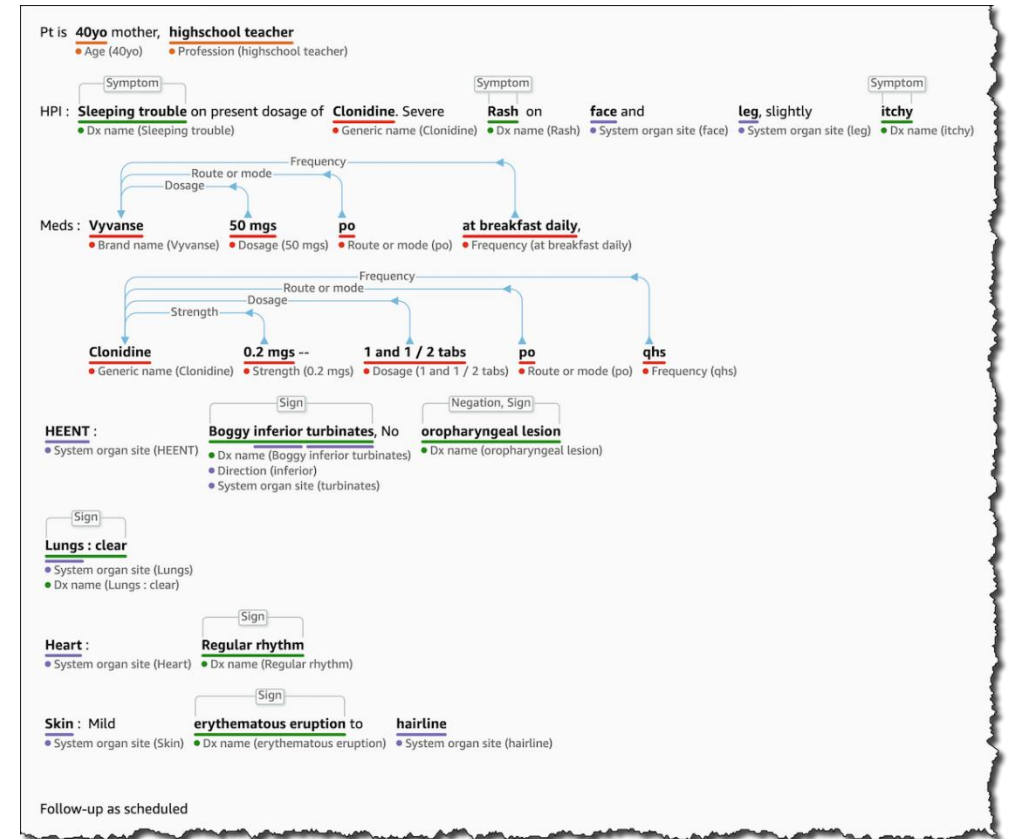 Pt is 40yo mother, highschool teacher
• Age (40yo) • Profession (highschool teacher)
Symptom Symptom Symptom
HPI : Sleeping trouble on present dosage of Clonidine. Severe Rash on face and leg, slightly itchy
• Dx name (Sleeping trouble) • Generic name (Clonidine) • Dx name (Rash) • System organ site (face) • System organ site (leg) • Dx name (itchy)
Frequency
Route or mode
Dosage
Meds : Vyvanse 50 mgs po at breakfast daily,
• Brand name (Vyvanse) • Dosage (50 mgs) • Route or mode (po) • Frequency (at breakfast daily)
Frequency
Route or mode
Dosage
Strength
Clonidine 0.2 mgs -- 1 and 1 / 2 tabs po qhs
• Generic name (Clonidine) • Strength (0.2 mgs) • Dosage (1 and 1 / 2 tabs) • Route or mode (po) • Frequency (qhs)
Sign Negation, Sign
HEENT : Boggy inferior turbinates, No oropharyngeal lesion
• System organ site (HEENT) • Dx name (Boggy inferior turbinates) • Dx name (oropharyngeal lesion)
• Direction (inferior)
• System organ site (turbinates)
Sign
Lungs : clear
• System organ site (Lungs)
• Dx name (Lungs : clear)
Sign
Heart : Regular rhythm
• System organ site (Heart) • Dx name (Regular rhythm)
Sign
Skin : Mild erythematous eruption to hairline
• System organ site (Skin) • Dx name (erythematous eruption) • System organ site (hairline)
Follow-up as scheduled